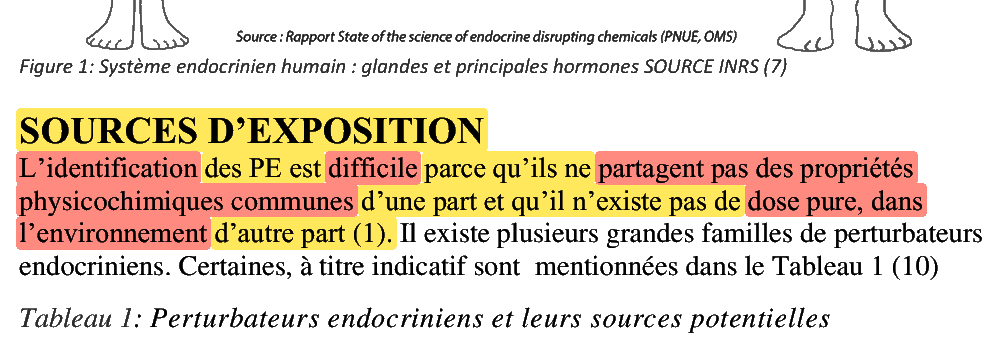 Source : Rapport State of the science of endocrine disrupting chemicals (PNUE, OMS)
Figure 1: Système endocrinien humain : glandes et principales hormones SOURCE INRS (7)
SOURCES D’EXPOSITION
L’identification des PE est difficile parce qu’ils ne partagent pas des propriétés
physicochimiques communes d’une part et qu’il n’existe pas de dose pure, dans
l’environnement d’autre part (1). Il existe plusieurs grandes familles de perturbateurs
endocriniens. Certaines, à titre indicatif sont mentionnées dans le Tableau 1 (10)
Tableau 1: Perturbateurs endocriniens et leurs sources potentielles